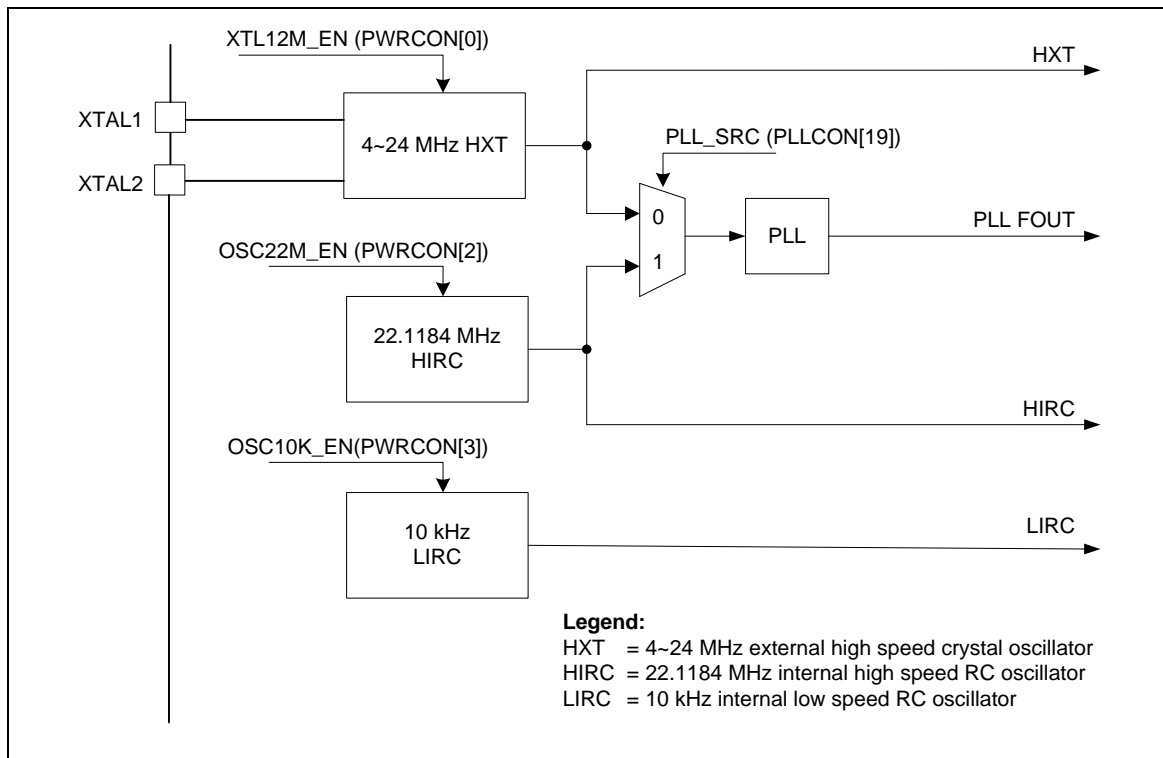 XTL12M_EN (PWRCON[0])
HXT
XTAL1
4~24 MHz HXT
PLL_SRC (PLLCON[19])
XTAL2
0
PLL
PLL FOUT
1
OSC22M_EN (PWRCON[2])
22.1184 MHz
HIRC
HIRC
OSC10K_EN(PWRCON[3])
10 kHz
LIRC
LIRC
Legend:
HXT = 4~24 MHz external high speed crystal oscillator
HIRC = 22.1184 MHz internal high speed RC oscillator
LIRC = 10 kHz internal low speed RC oscillator